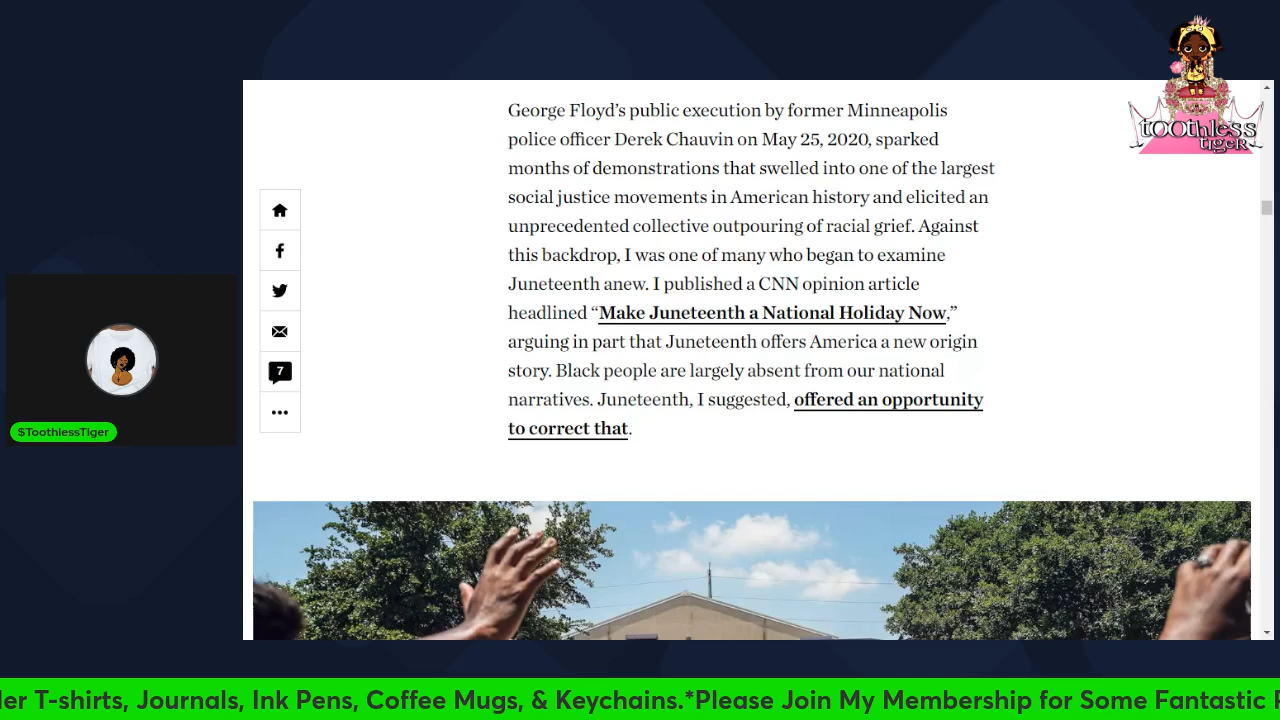 tOOthless
tigeR
George Floyd’s public execution by former Minneapolis
police officer Derek Chauvin on May 25, 2020, sparked
months of demonstrations that swelled into one of the largest
social justice movements in American history and elicited an
unprecedented collective outpouring of racial grief. Against
this backdrop, I was one of many who began to examine
Juneteenth anew. I published a CNN opinion article
headlined “Make Juneteenth a National Holiday Now,”
arguing in part that Juneteenth offers America a new origin
story. Black people are largely absent from our national
narratives. Juneteenth, I suggested, offered an opportunity
to correct that.
7
$ToothlessTiger
T-shirts, Journals, Ink Pens, Coffee Mugs, & Keychains.*Please Join My Membership for Some Fantastic